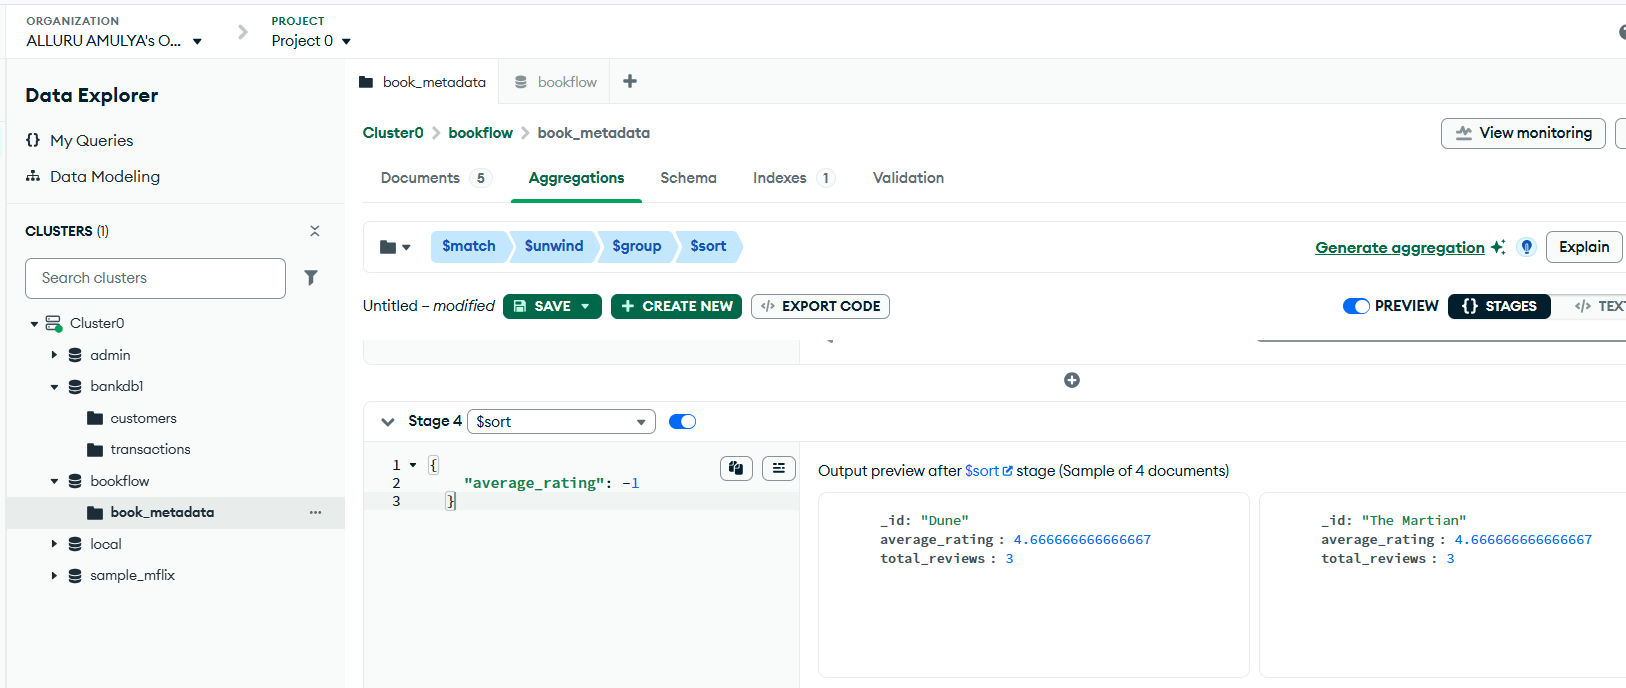 ORGANIZATION
ALLURU AMULYA's O...
PROJECT
Project 0
Data Explorer
My Queries
Data Modeling
CLUSTERS (1)
Search clusters
Cluster0
admin
bankdb1
customers
transactions
bookflow
book_metadata
local
sample_mflix
book_metadata
bookflow
Cluster0 > bookflow > book_metadata
View monitoring
Documents 5 Aggregations Schema Indexes 1 Validation
$match $unwind $group $sort
Generate aggregation
Explain
Untitled – modified SAVE + CREATE NEW </> EXPORT CODE
PREVIEW {} STAGES </> TEX
Stage 4 $sort
1 {
2 "average_rating": -1
3 }
Output preview after $sort stage (Sample of 4 documents)
_id: "Dune"
average_rating : 4.666666666666667
total_reviews : 3
_id: "The Martian"
average_rating : 4.666666666666667
total_reviews : 3